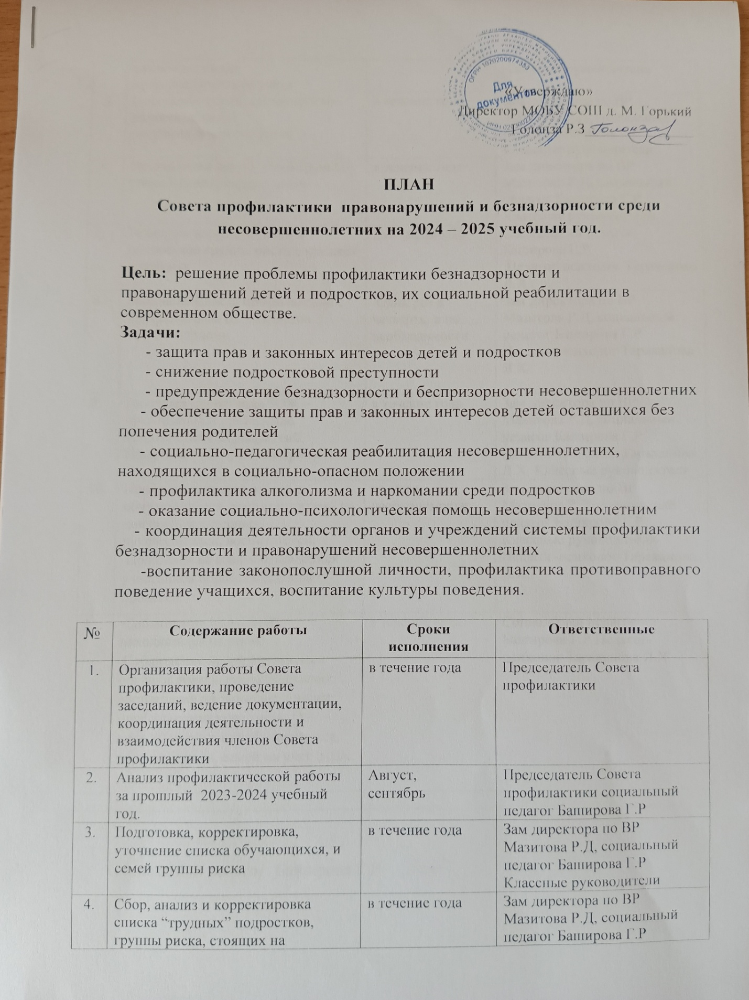 ОГРН 1020200974353
Для
документов
«Утверждаю»
Директор МОБУ СОШ д. М. Горький
Голонза Р.З Голонза
ПЛАН
Совета профилактики правонарушений и безнадзорности среди
несовершеннолетних на 2024 – 2025 учебный год.
Цель: решение проблемы профилактики безнадзорности и
правонарушений детей и подростков, их социальной реабилитации в
современном обществе.
Задачи:
- защита прав и законных интересов детей и подростков
- снижение подростковой преступности
- предупреждение безнадзорности и беспризорности несовершеннолетних
- обеспечение защиты прав и законных интересов детей оставшихся без
попечения родителей
- социально-педагогическая реабилитация несовершеннолетних,
находящихся в социально-опасном положении
- профилактика алкоголизма и наркомании среди подростков
- оказание социально-психологическая помощь несовершеннолетним
- координация деятельности органов и учреждений системы профилактики
безнадзорности и правонарушений несовершеннолетних
-воспитание законопослушной личности, профилактика противоправного
поведение учащихся, воспитание культуры поведения.
№
Содержание работы
Сроки
исполнения
Ответственные
1.
Организация работы Совета
профилактики, проведение
заседаний, ведение документации,
координация деятельности и
взаимодействия членов Совета
профилактики
в течение года
Председатель Совета
профилактики
2.
Анализ профилактической работы
за прошлый 2023-2024 учебный
год.
Август,
сентябрь
Председатель Совета
профилактики социальный
педагог Баширова Г.Р
3.
Подготовка, корректировка,
уточнение списка обучающихся, и
семей группы риска
в течение года
Зам директора по ВР
Мазитова Р.Д, социальный
педагог Баширова Г.Р
Классные руководители
4.
Сбор, анализ и корректировка
списка “трудных” подростков,
группы риска, стоящих на
в течение года
Зам директора по ВР
Мазитова Р.Д, социальный
педагог Баширова Г.Р